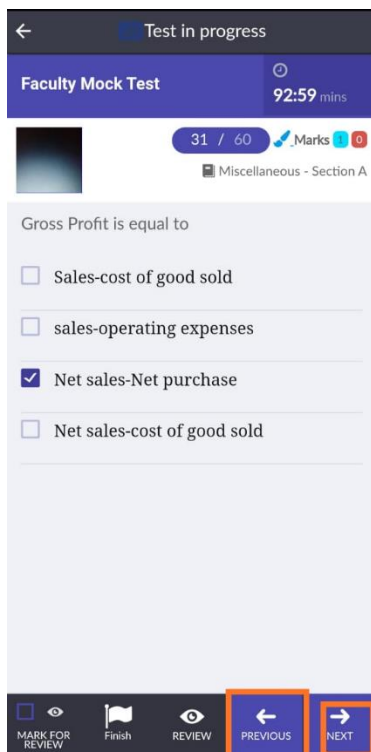 Test in progress
Faculty Mock Test
92:59 mins
31 / 60 Marks 1 0
Miscellaneous - Section A
Gross Profit is equal to
Sales-cost of good sold
sales-operating expenses
Net sales-Net purchase
Net sales-cost of good sold
MARK FOR REVIEW
Finish
REVIEW
PREVIOUS
NEXT